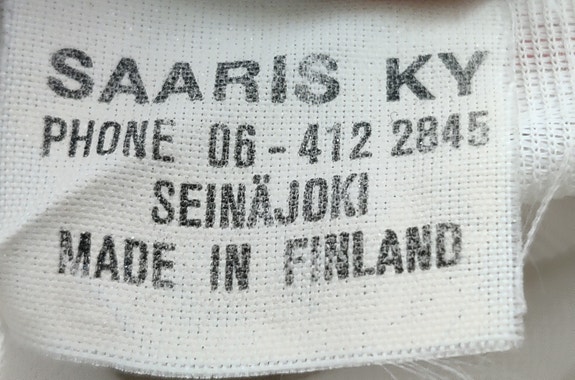 SAARIS KY
PHONE 06-412 2845
SEINÄJOKI
MADE IN FINLAND